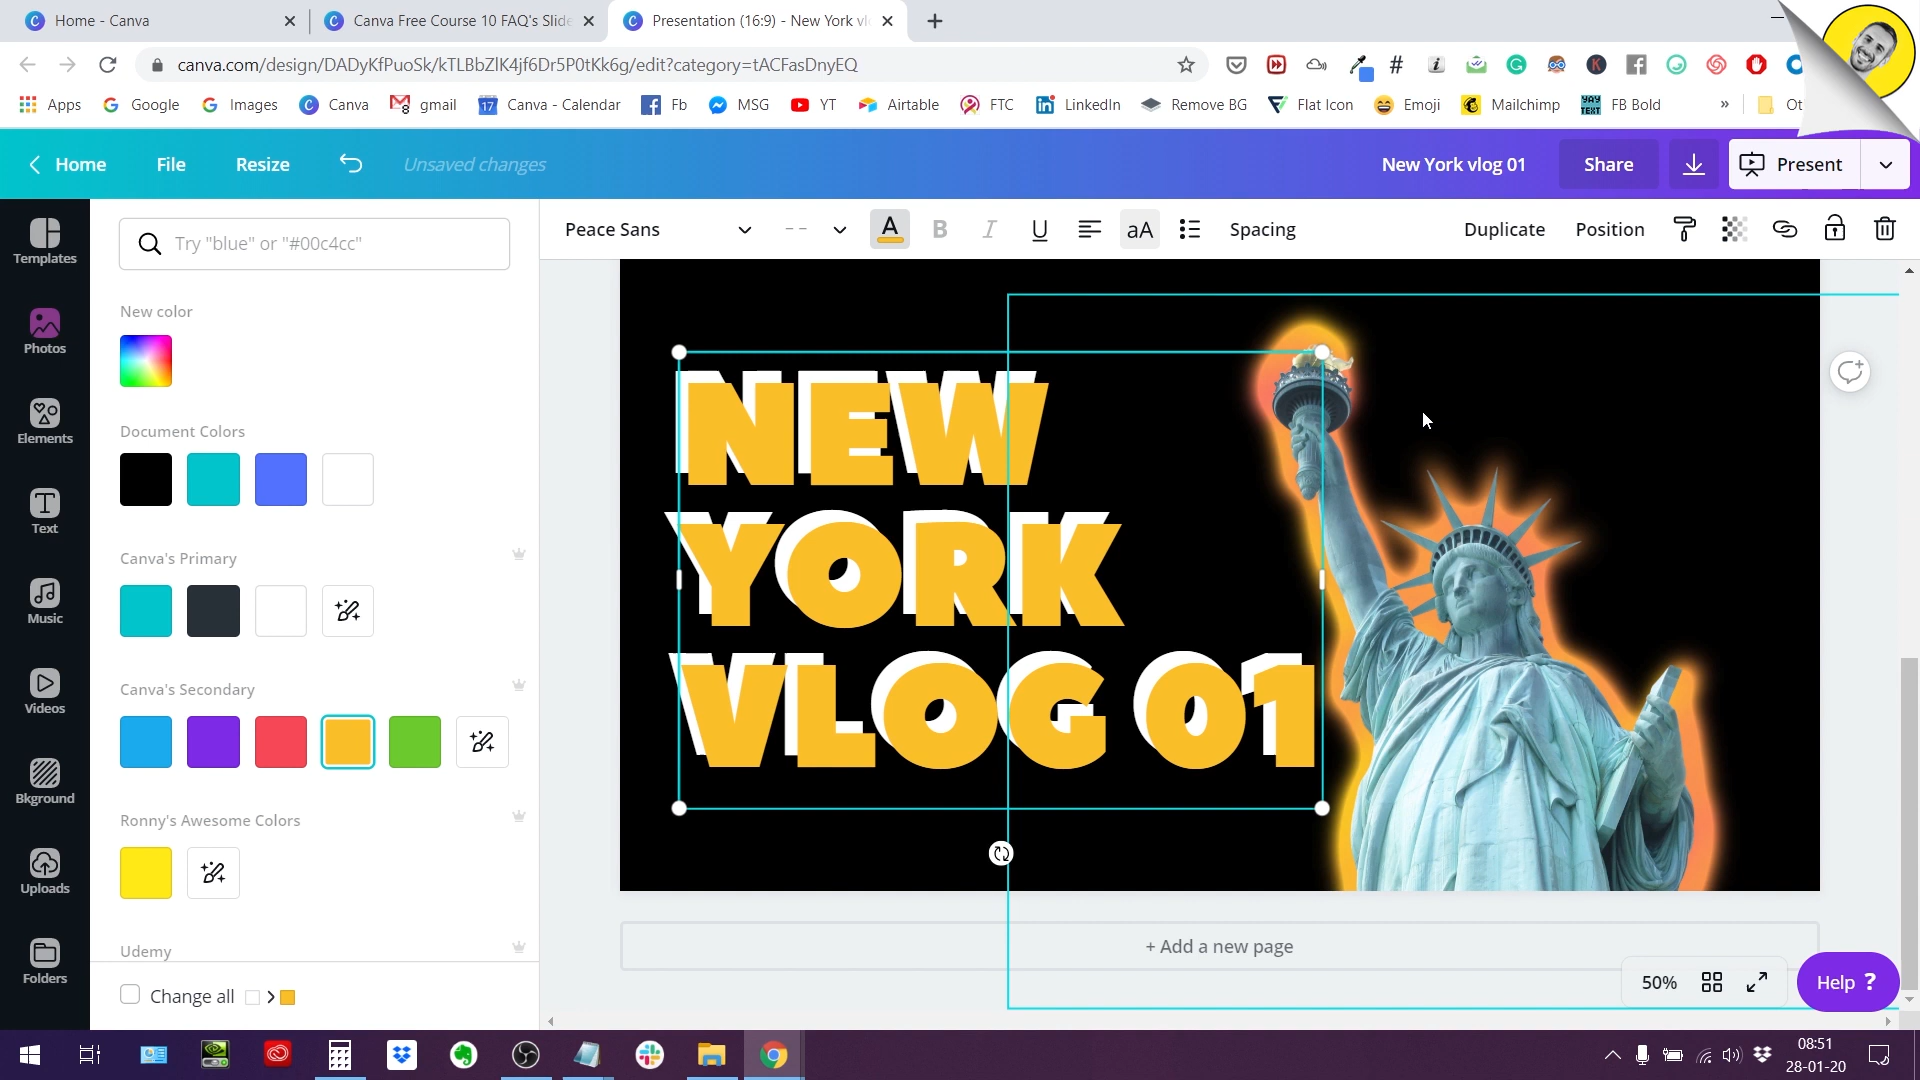 Home - Canva
Canva Free Course 10 FAQ's Slide
Presentation (16:9) - New York vl
canva.com/design/DADyKfPuoSk/kTLBbZlK4jf6Dr5P0tKk6g/edit?category=tACFasDnyEQ
Apps Google Images Canva gmail 17 Canva - Calendar Fb MSG YT Airtable FTC LinkedIn Remove BG Flat Icon Emoji Mailchimp YAY TEXT FB Bold » Ot
Home File Resize Unsaved changes New York vlog 01 Share Present
Peace Sans -- A B I U aA Spacing Duplicate Position
Try "blue" or "#00c4cc"
Templates
Photos
Elements
Text
Music
Videos
Bkground
Uploads
Folders
New color
Document Colors
Canva's Primary
Canva's Secondary
Ronny's Awesome Colors
Udemy
Change all
NEW
YORK
VLOG 01
+ Add a new page
50%
Help ?
08:51
28-01-20